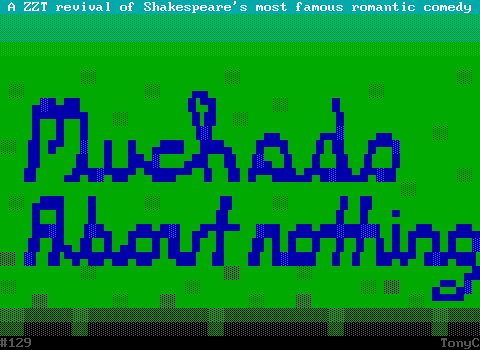 A ZZT revival of Shakespeare's most famous romantic comedy
Much ado
About nothing
#129
TonyC